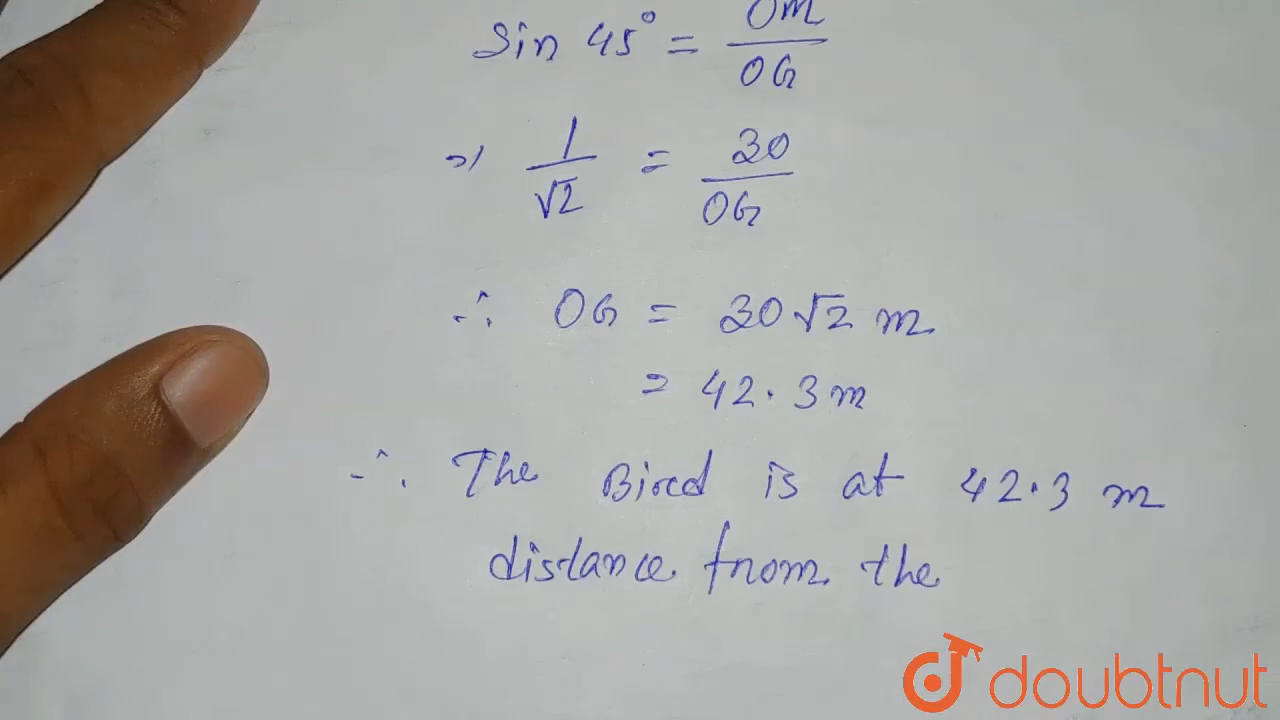 Sin 45° = OM/OG
⇒ 1/√2 = 30/OG
∴ OG = 30√2 m
= 42.3 m
∴ The Bird is at 42.3 m
distance from the
doubtnut